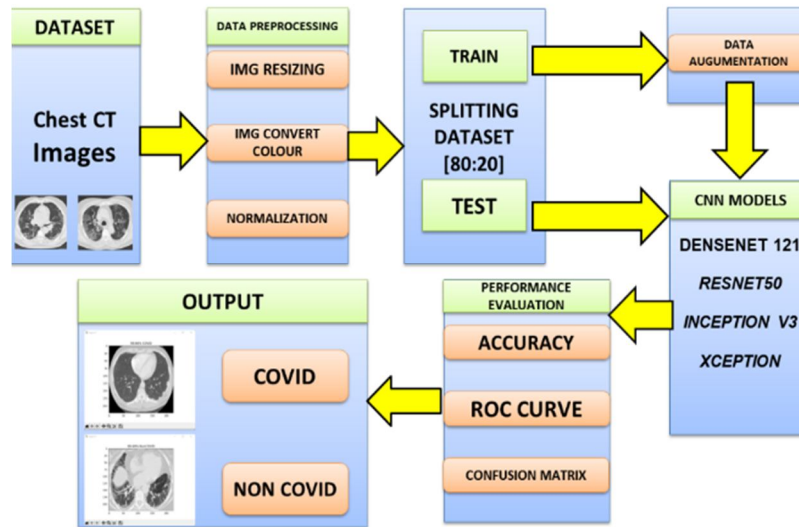 DATASET
Chest CT
Images
DATA PREPROCESSING
IMG RESIZING
IMG CONVERT
COLOUR
NORMALIZATION
TRAIN
SPLITTING
DATASET
[80:20]
TEST
DATA
AUGUMENTATION
CNN MODELS
DENSENET 121
RESNET50
INCEPTION V3
XCEPTION
PERFORMANCE
EVALUATION
ACCURACY
ROC CURVE
CONFUSION MATRIX
OUTPUT
COVID
NON COVID